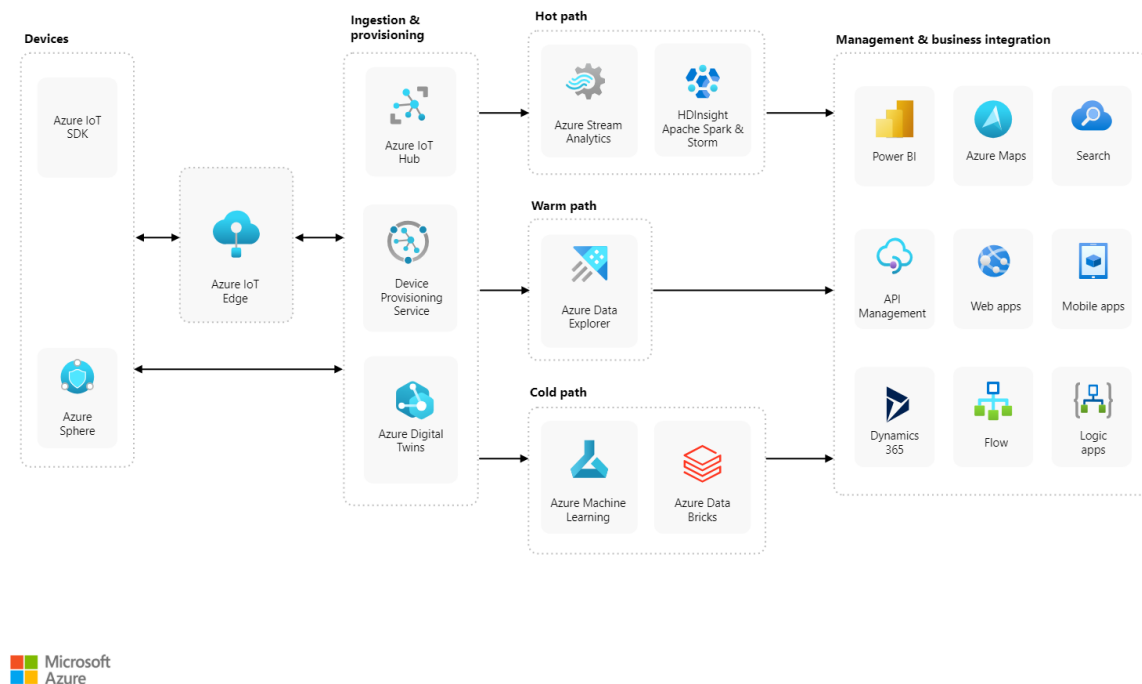 Devices
Azure IoT
SDK
Azure
Sphere
Azure IoT
Edge
Ingestion &
provisioning
Azure IoT
Hub
Device
Provisioning
Service
Azure Digital
Twins
Hot path
Azure Stream
Analytics
HDInsight
Apache Spark &
Storm
Warm path
Azure Data
Explorer
Cold path
Azure Machine
Learning
Azure Data
Bricks
Management & business integration
Power BI
Azure Maps
Search
API
Management
Web apps
Mobile apps
Dynamics
365
Flow
Logic
apps
Microsoft
Azure